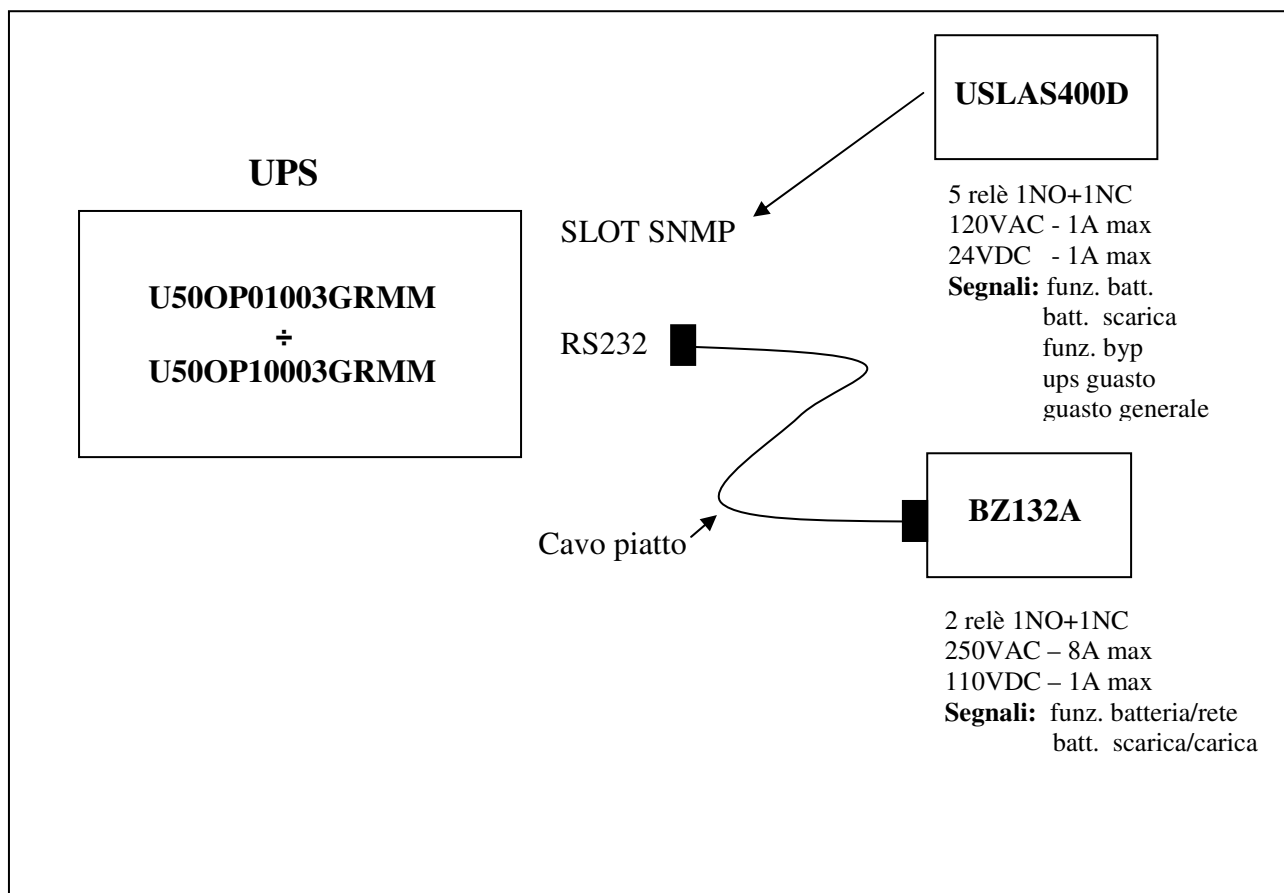 USLAS400D
UPS
5 relè 1NO+1NC
120VAC - 1A max
24VDC - 1A max
Segnali: funz. batt.
batt. scarica
funz. byp
ups guasto
guasto generale
SLOT SNMP
U50OP01003GRMM
÷
U50OP10003GRMM
RS232
BZ132A
Cavo piatto
2 relè 1NO+1NC
250VAC – 8A max
110VDC – 1A max
Segnali: funz. batteria/rete
batt. scarica/carica